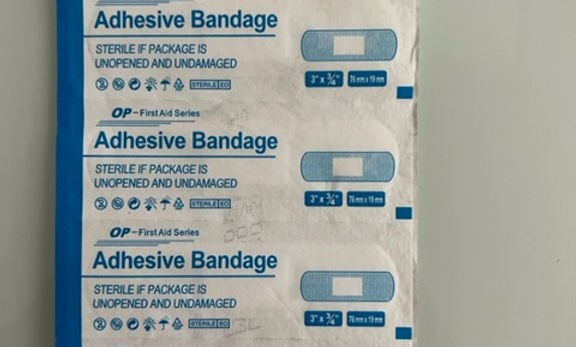 Adhesive Bandage
STERILE IF PACKAGE IS
UNOPENED AND UNDAMAGED
STERILE EO
3" x 3/4"
76 mm x 19 mm
OP - First Aid Series
Adhesive Bandage
STERILE IF PACKAGE IS
UNOPENED AND UNDAMAGED
STERILE EO
3" x 3/4"
76 mm x 19 mm
OP - First Aid Series
Adhesive Bandage
STERILE IF PACKAGE IS
UNOPENED AND UNDAMAGED
STERILE EO
3" x 3/4"
76 mm x 19 mm